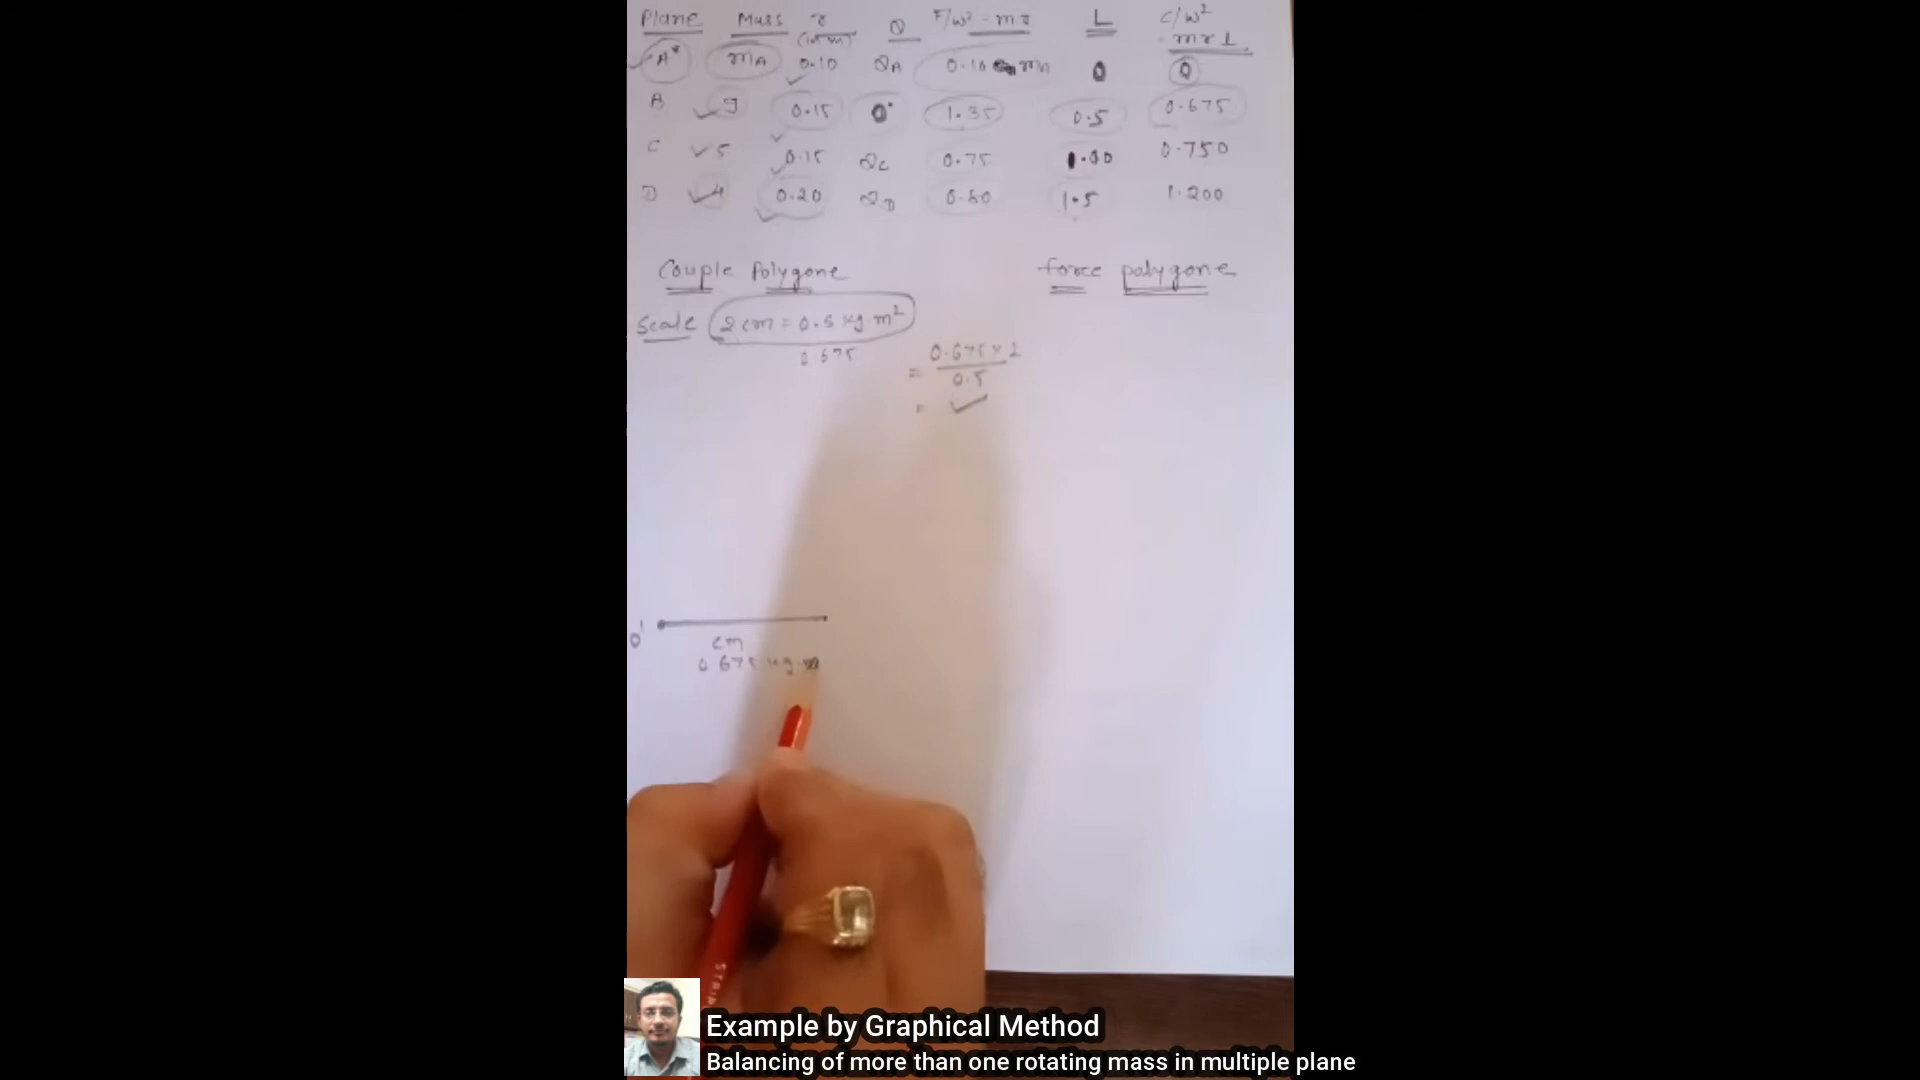 Plane Mass r θ F/ω² = mr L C/ω²
(in m) mrL
A* mA 0.10 θA 0.10 mA 0 0
B 9 0.15 0° 1.35 0.5 0.675
C 5 0.15 θC 0.75 1.00 0.750
D 4 0.20 θD 0.80 1.5 1.200
Couple Polygone force polygone
Scale 2 cm = 0.5 kg.m²
0.675
= 0.675 × 2
0.5
=
O'
cm
0.675 kg.m
STRIP
Example by Graphical Method
Balancing of more than one rotating mass in multiple plane